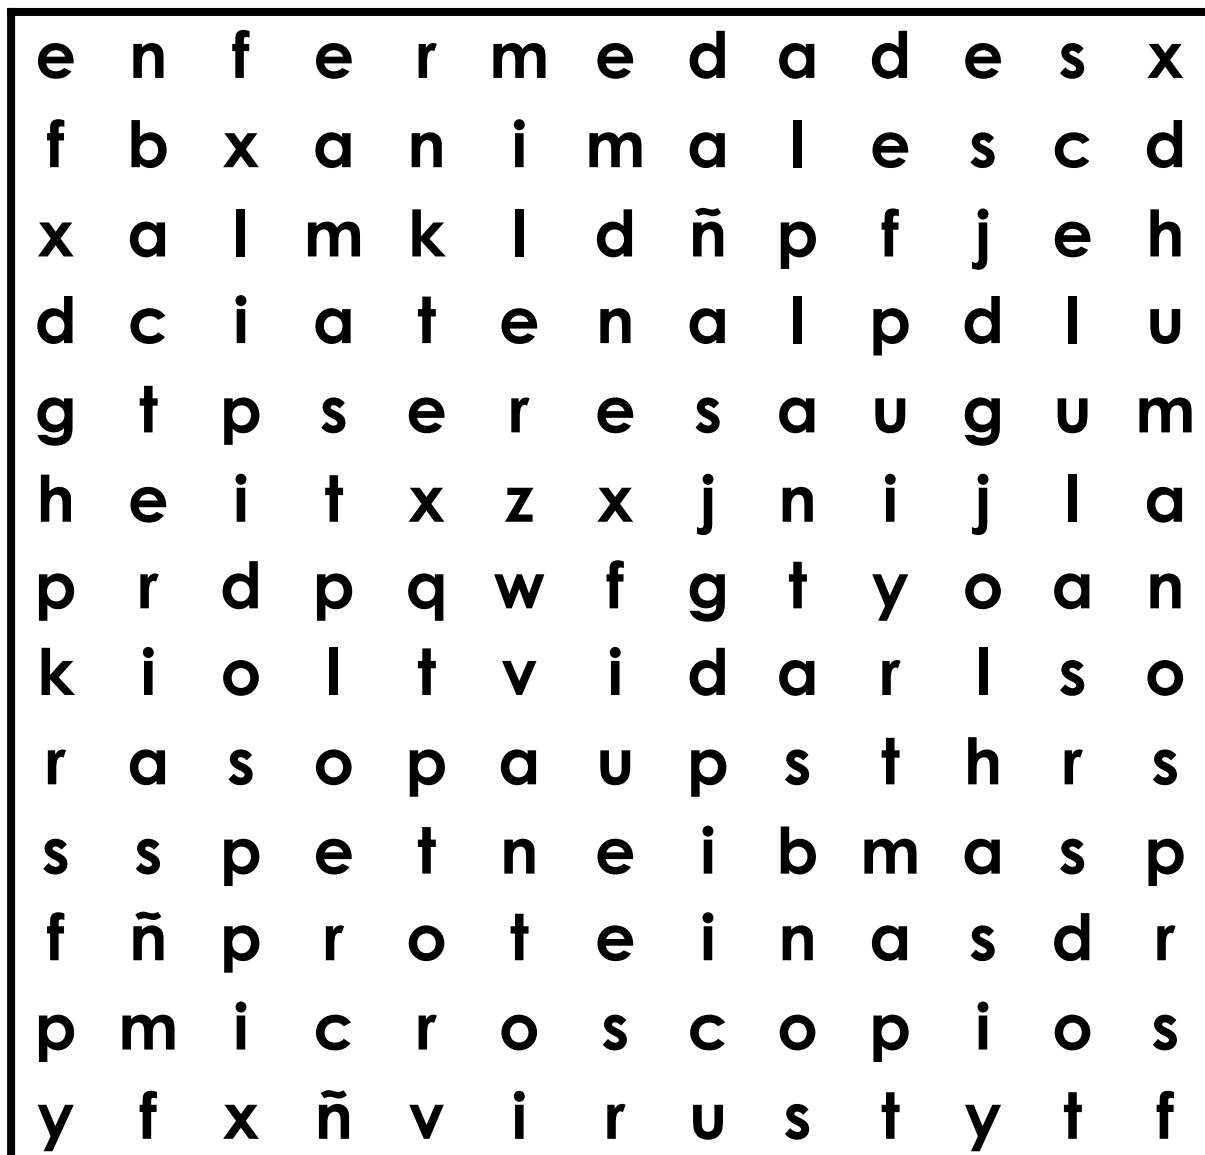 e n f e r m e d a d e s x
f b x a n i m a l e s c d
x a l m k l d ñ p f j e h
d c i a t e n a l p d l u
g t p s e r e s a u g u m
h e i t x z x j n i j l a
p r d p q w f g t y o a n
k i o l t v i d a r l s o
r a s o p a u p s t h r s
s s p e t n e i b m a s p
f ñ p r o t e i n a s d r
p m i c r o s c o p i o s
y f x ñ v i r u s t y t f